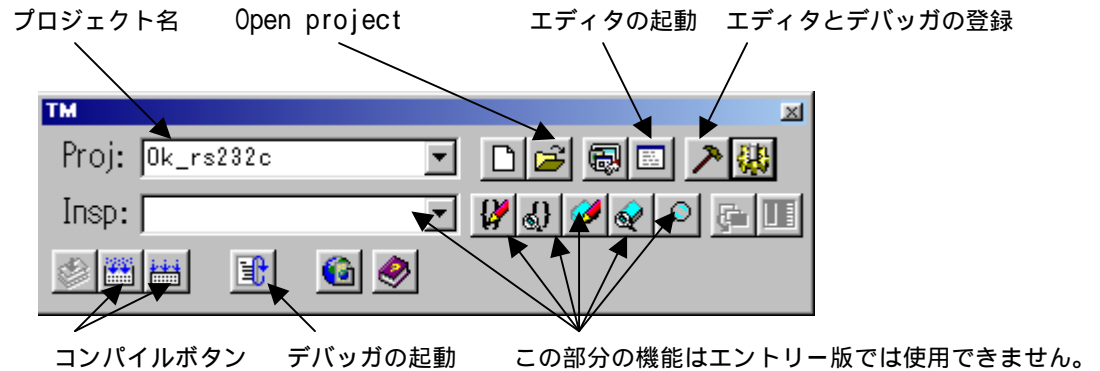 プロジェクト名 Open project エディタの起動 エディタとデバッガの登録
TM
Proj: Ok_rs232c
Insp:
コンパイルボタン デバッガの起動 この部分の機能はエントリー版では使用できません。